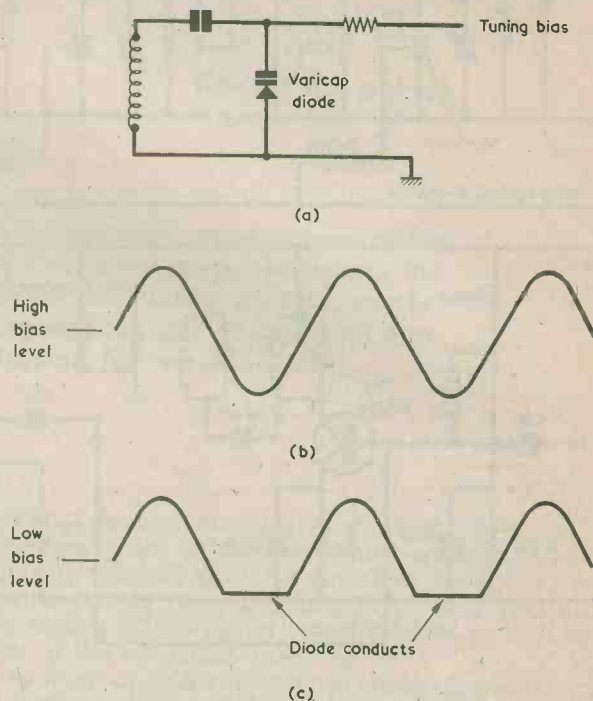 Tuning bias
Varicap
diode
(a)
High
bias
level
(b)
Low
bias
level
Diode conducts
(c)